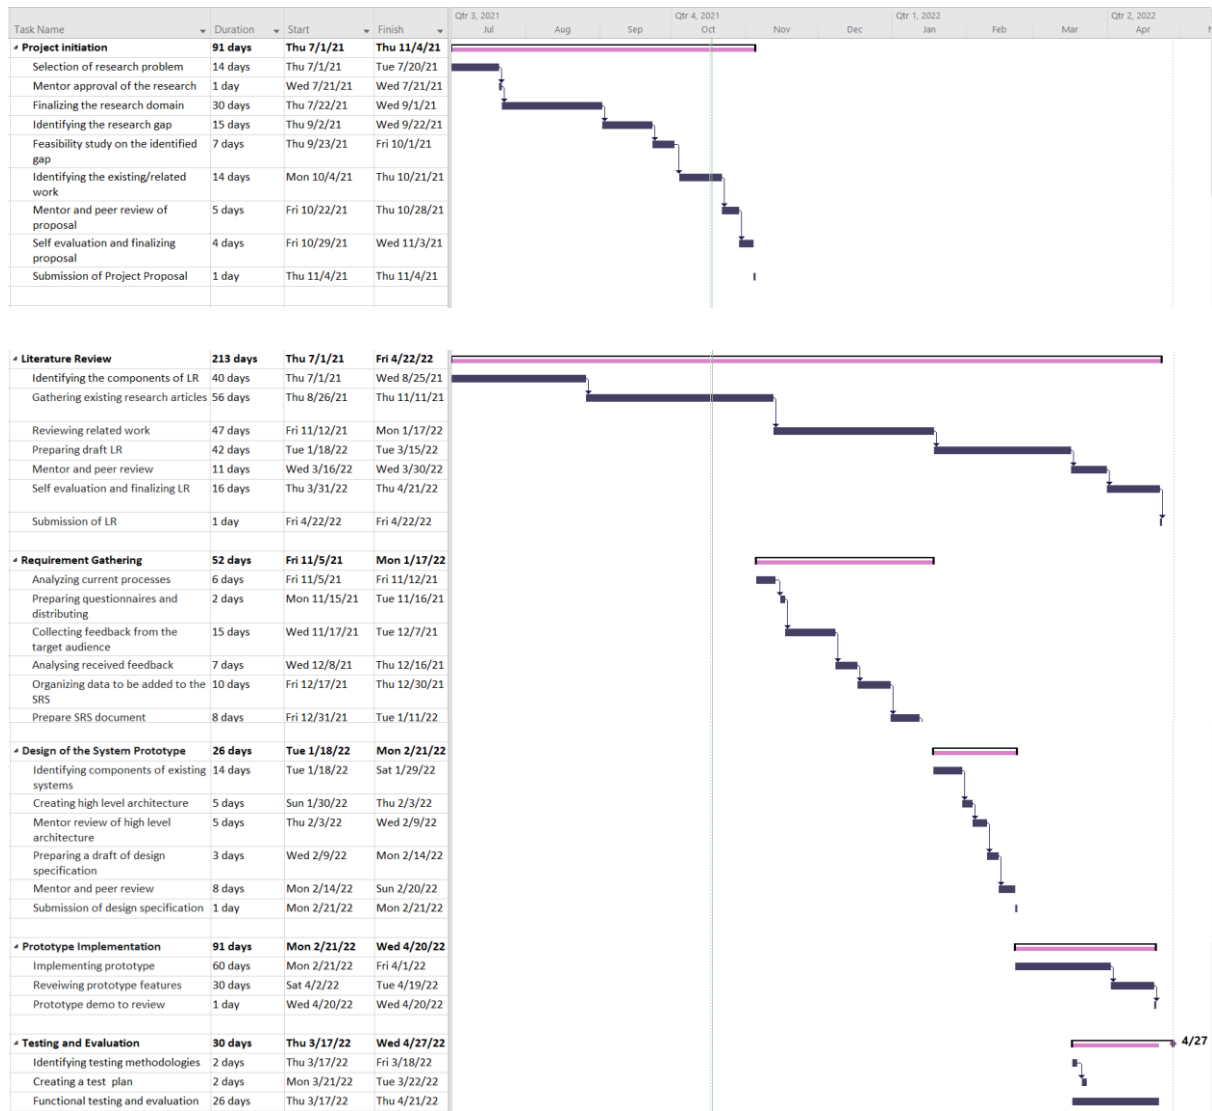 Qtr 3, 2021 Qtr 4, 2021 Qtr 1, 2022 Qtr 2, 2022
Task Name Duration Start Finish Jul Aug Sep Oct Nov Dec Jan Feb Mar Apr
Project initiation 91 days Thu 7/1/21 Thu 11/4/21
Selection of research problem 14 days Thu 7/1/21 Tue 7/20/21
Mentor approval of the research 1 day Wed 7/21/21 Wed 7/21/21
Finalizing the research domain 30 days Thu 7/22/21 Wed 9/1/21
Identifying the research gap 15 days Thu 9/2/21 Wed 9/22/21
Feasibility study on the identified 7 days Thu 9/23/21 Fri 10/1/21
gap
Identifying the existing/related 14 days Mon 10/4/21 Thu 10/21/21
work
Mentor and peer review of 5 days Fri 10/22/21 Thu 10/28/21
proposal
Self evaluation and finalizing 4 days Fri 10/29/21 Wed 11/3/21
proposal
Submission of Project Proposal 1 day Thu 11/4/21 Thu 11/4/21
Literature Review 213 days Thu 7/1/21 Fri 4/22/22
Identifying the components of LR 40 days Thu 7/1/21 Wed 8/25/21
Gathering existing research articles 56 days Thu 8/26/21 Thu 11/11/21
Reviewing related work 47 days Fri 11/12/21 Mon 1/17/22
Preparing draft LR 42 days Tue 1/18/22 Tue 3/15/22
Mentor and peer review 11 days Wed 3/16/22 Wed 3/30/22
Self evaluation and finalizing LR 16 days Thu 3/31/22 Thu 4/21/22
Submission of LR 1 day Fri 4/22/22 Fri 4/22/22
Requirement Gathering 52 days Fri 11/5/21 Mon 1/17/22
Analyzing current processes 6 days Fri 11/5/21 Fri 11/12/21
Preparing questionnaires and 2 days Mon 11/15/21 Tue 11/16/21
distributing
Collecting feedback from the 15 days Wed 11/17/21 Tue 12/7/21
target audience
Analysing received feedback 7 days Wed 12/8/21 Thu 12/16/21
Organizing data to be added to the 10 days Fri 12/17/21 Thu 12/30/21
SRS
Prepare SRS document 8 days Fri 12/31/21 Tue 1/11/22
Design of the System Prototype 26 days Tue 1/18/22 Mon 2/21/22
Identifying components of existing 14 days Tue 1/18/22 Sat 1/29/22
systems
Creating high level architecture 5 days Sun 1/30/22 Thu 2/3/22
Mentor review of high level 5 days Thu 2/3/22 Wed 2/9/22
architecture
Preparing a draft of design 3 days Wed 2/9/22 Mon 2/14/22
specification
Mentor and peer review 8 days Mon 2/14/22 Sun 2/20/22
Submission of design specification 1 day Mon 2/21/22 Mon 2/21/22
Prototype Implementation 91 days Mon 2/21/22 Wed 4/20/22
Implementing prototype 60 days Mon 2/21/22 Fri 4/1/22
Reveiwing prototype features 30 days Sat 4/2/22 Tue 4/19/22
Prototype demo to review 1 day Wed 4/20/22 Wed 4/20/22
Testing and Evaluation 30 days Thu 3/17/22 Wed 4/27/22 4/27
Identifying testing methodologies 2 days Thu 3/17/22 Fri 3/18/22
Creating a test plan 2 days Mon 3/21/22 Tue 3/22/22
Functional testing and evaluation 26 days Thu 3/17/22 Thu 4/21/22